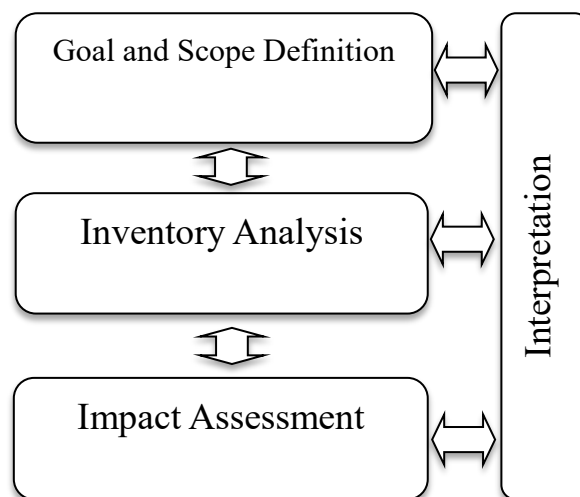 Goal and Scope Definition
Inventory Analysis
Impact Assessment
Interpretation